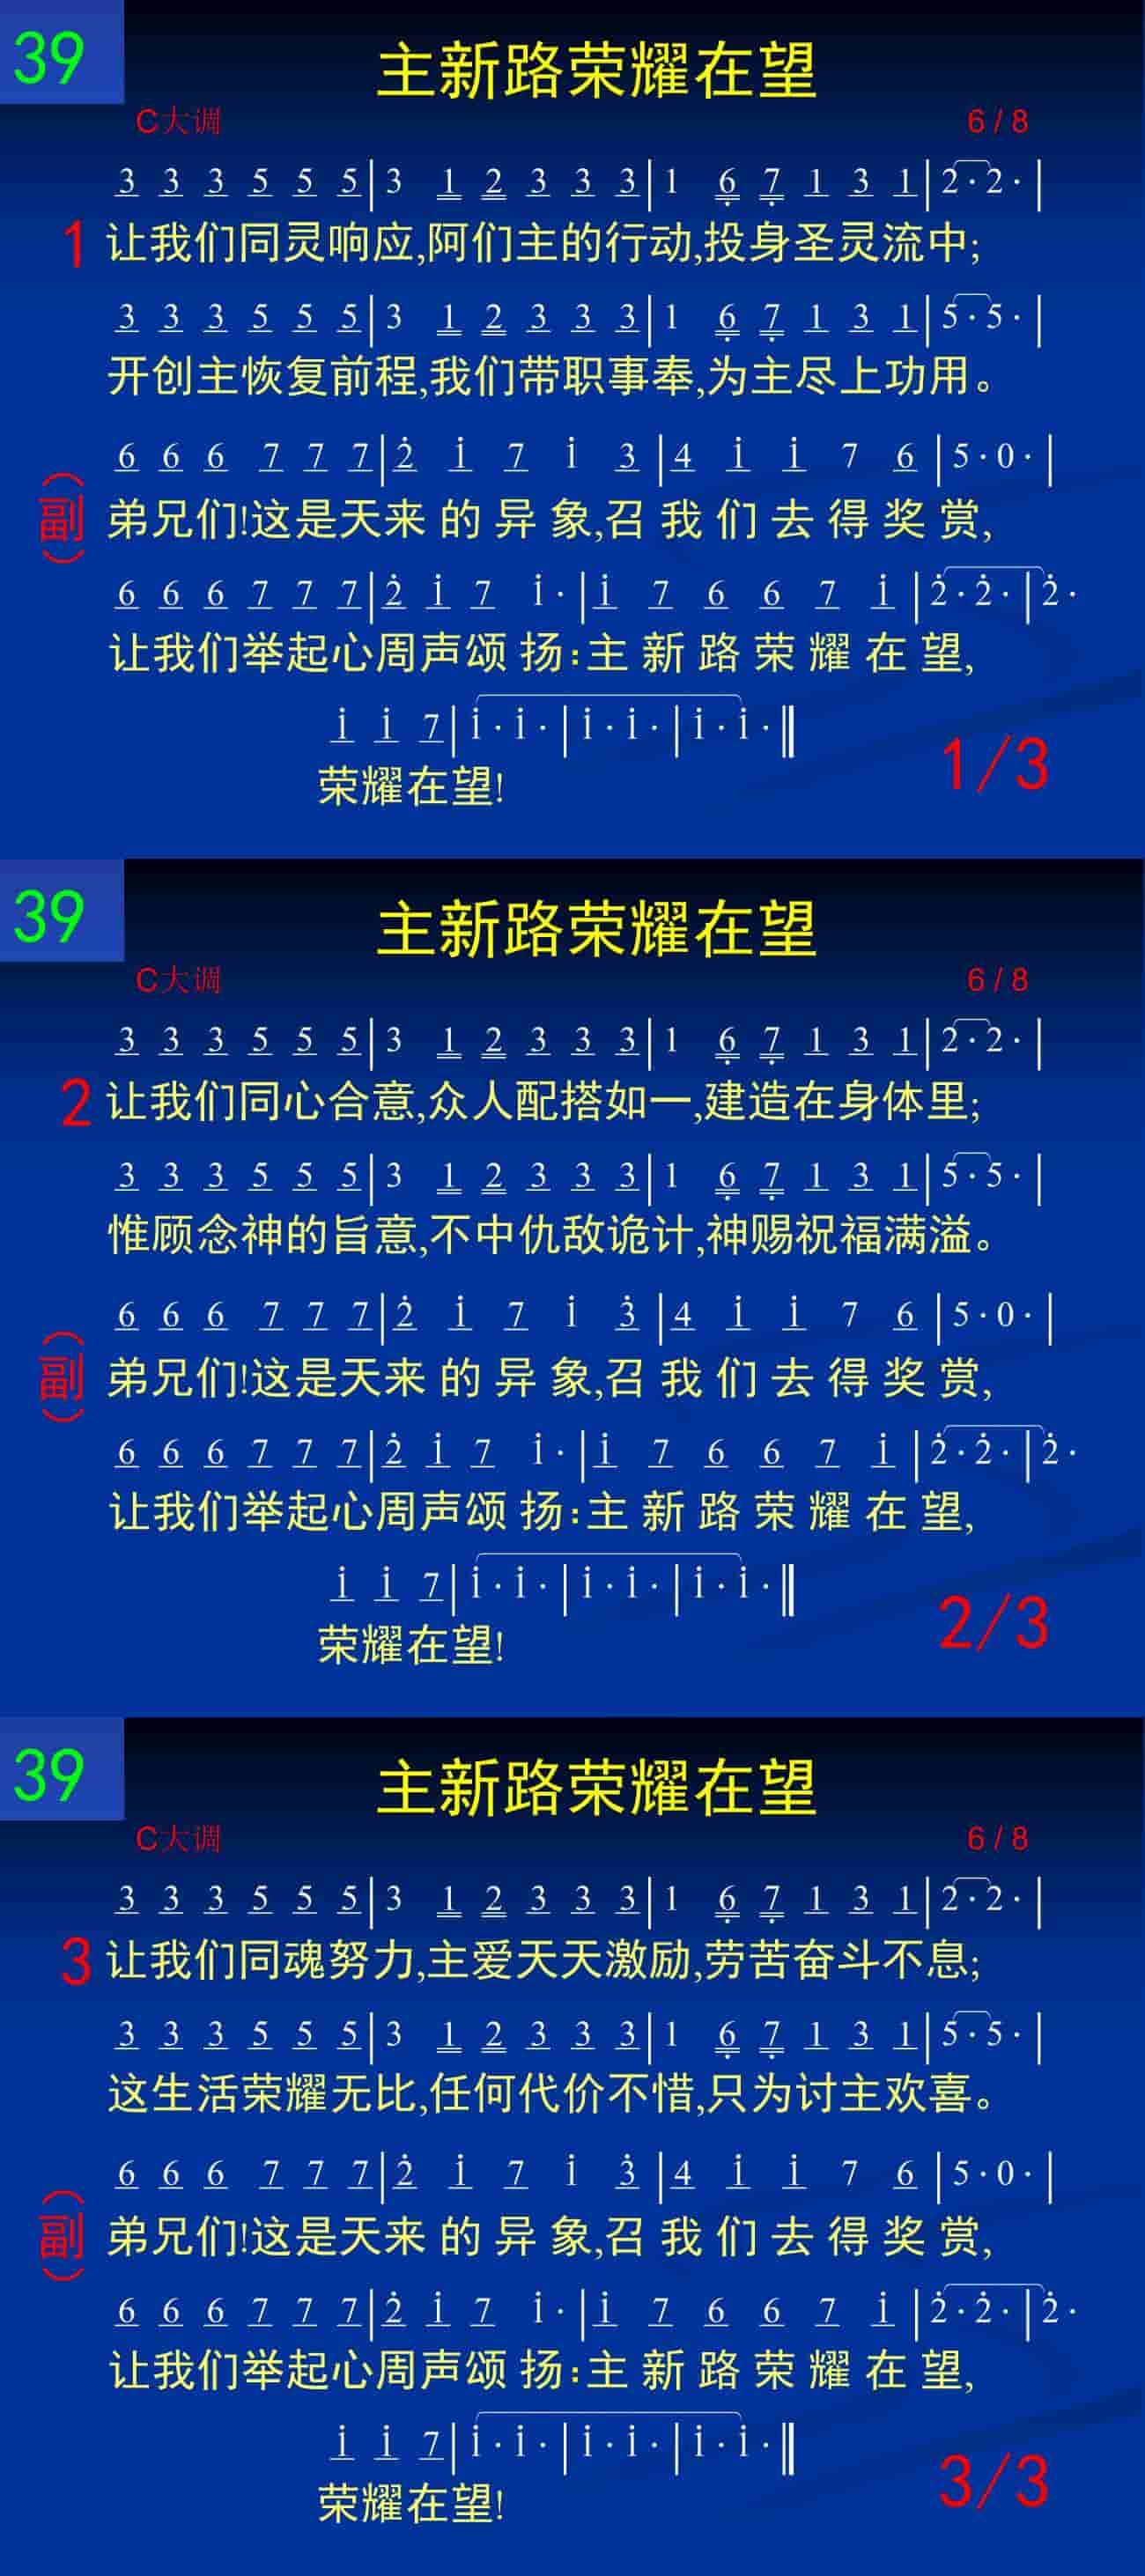 39
主新路荣耀在望
C大调 6 / 8
3 3 3 5 5 5 | 3 1 2 3 3 3 | 1 6̣ 7̣ 1 3 1 | 2 · 2 · |
1 让我们同灵响应,阿们主的行动,投身圣灵流中;
3 3 3 5 5 5 | 3 1 2 3 3 3 | 1 6̣ 7̣ 1 3 1 | 5 · 5 · |
开创主恢复前程,我们带职事奉,为主尽上功用。
6 6 6 7 7 7 | 2̇ 1̇ 7 1̇ 3 | 4 1̇ 1̇ 7 6 | 5 · 0 · |
(副) 弟兄们!这是天来 的 异 象,召 我 们 去 得 奖 赏,
6 6 6 7 7 7 | 2̇ 1̇ 7 1̇ · | 1̇ 7 6 6 7 1̇ | 2̇ · 2̇ · | 2̇ ·
让我们举起心周声颂 扬:主 新 路 荣 耀 在 望,
1̇ 1̇ 7 | 1̇ · 1̇ · | 1̇ · 1̇ · | 1̇ · 1̇ · ‖
荣耀在望!
1/3
39
主新路荣耀在望
C大调 6 / 8
3 3 3 5 5 5 | 3 1 2 3 3 3 | 1 6̣ 7̣ 1 3 1 | 2 · 2 · |
2 让我们同心合意,众人配搭如一,建造在身体里;
3 3 3 5 5 5 | 3 1 2 3 3 3 | 1 6̣ 7̣ 1 3 1 | 5 · 5 · |
惟顾念神的旨意,不中仇敌诡计,神赐祝福满溢。
6 6 6 7 7 7 | 2̇ 1̇ 7 1̇ 3̇ | 4 1̇ 1̇ 7 6 | 5 · 0 · |
(副) 弟兄们!这是天来 的 异 象,召 我 们 去 得 奖 赏,
6 6 6 7 7 7 | 2̇ 1̇ 7 1̇ · | 1̇ 7 6 6 7 1̇ | 2̇ · 2̇ · | 2̇ ·
让我们举起心周声颂 扬:主 新 路 荣 耀 在 望,
1̇ 1̇ 7 | 1̇ · 1̇ · | 1̇ · 1̇ · | 1̇ · 1̇ · ‖
荣耀在望!
2/3
39
主新路荣耀在望
C大调 6 / 8
3 3 3 5 5 5 | 3 1 2 3 3 3 | 1 6̣ 7̣ 1 3 1 | 2 · 2 · |
3 让我们同魂努力,主爱天天激励,劳苦奋斗不息;
3 3 3 5 5 5 | 3 1 2 3 3 3 | 1 6̣ 7̣ 1 3 1 | 5 · 5 · |
这生活荣耀无比,任何代价不惜,只为讨主欢喜。
6 6 6 7 7 7 | 2̇ 1̇ 7 1̇ 3̇ | 4 1̇ 1̇ 7 6 | 5 · 0 · |
(副) 弟兄们!这是天来 的 异 象,召 我 们 去 得 奖 赏,
6 6 6 7 7 7 | 2̇ 1̇ 7 1̇ · | 1̇ 7 6 6 7 1̇ | 2̇ · 2̇ · | 2̇ ·
让我们举起心周声颂 扬:主 新 路 荣 耀 在 望,
1̇ 1̇ 7 | 1̇ · 1̇ · | 1̇ · 1̇ · | 1̇ · 1̇ · ‖
荣耀在望!
3/3